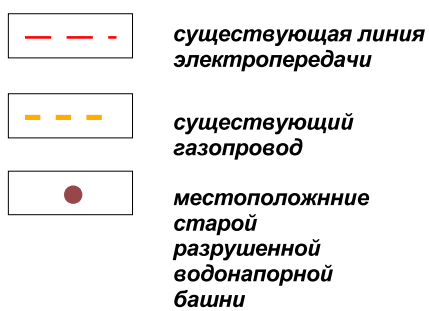 существующая линия
электропередачи
существующий
газопровод
местоположнние
старой
разрушенной
водонапорной
башни